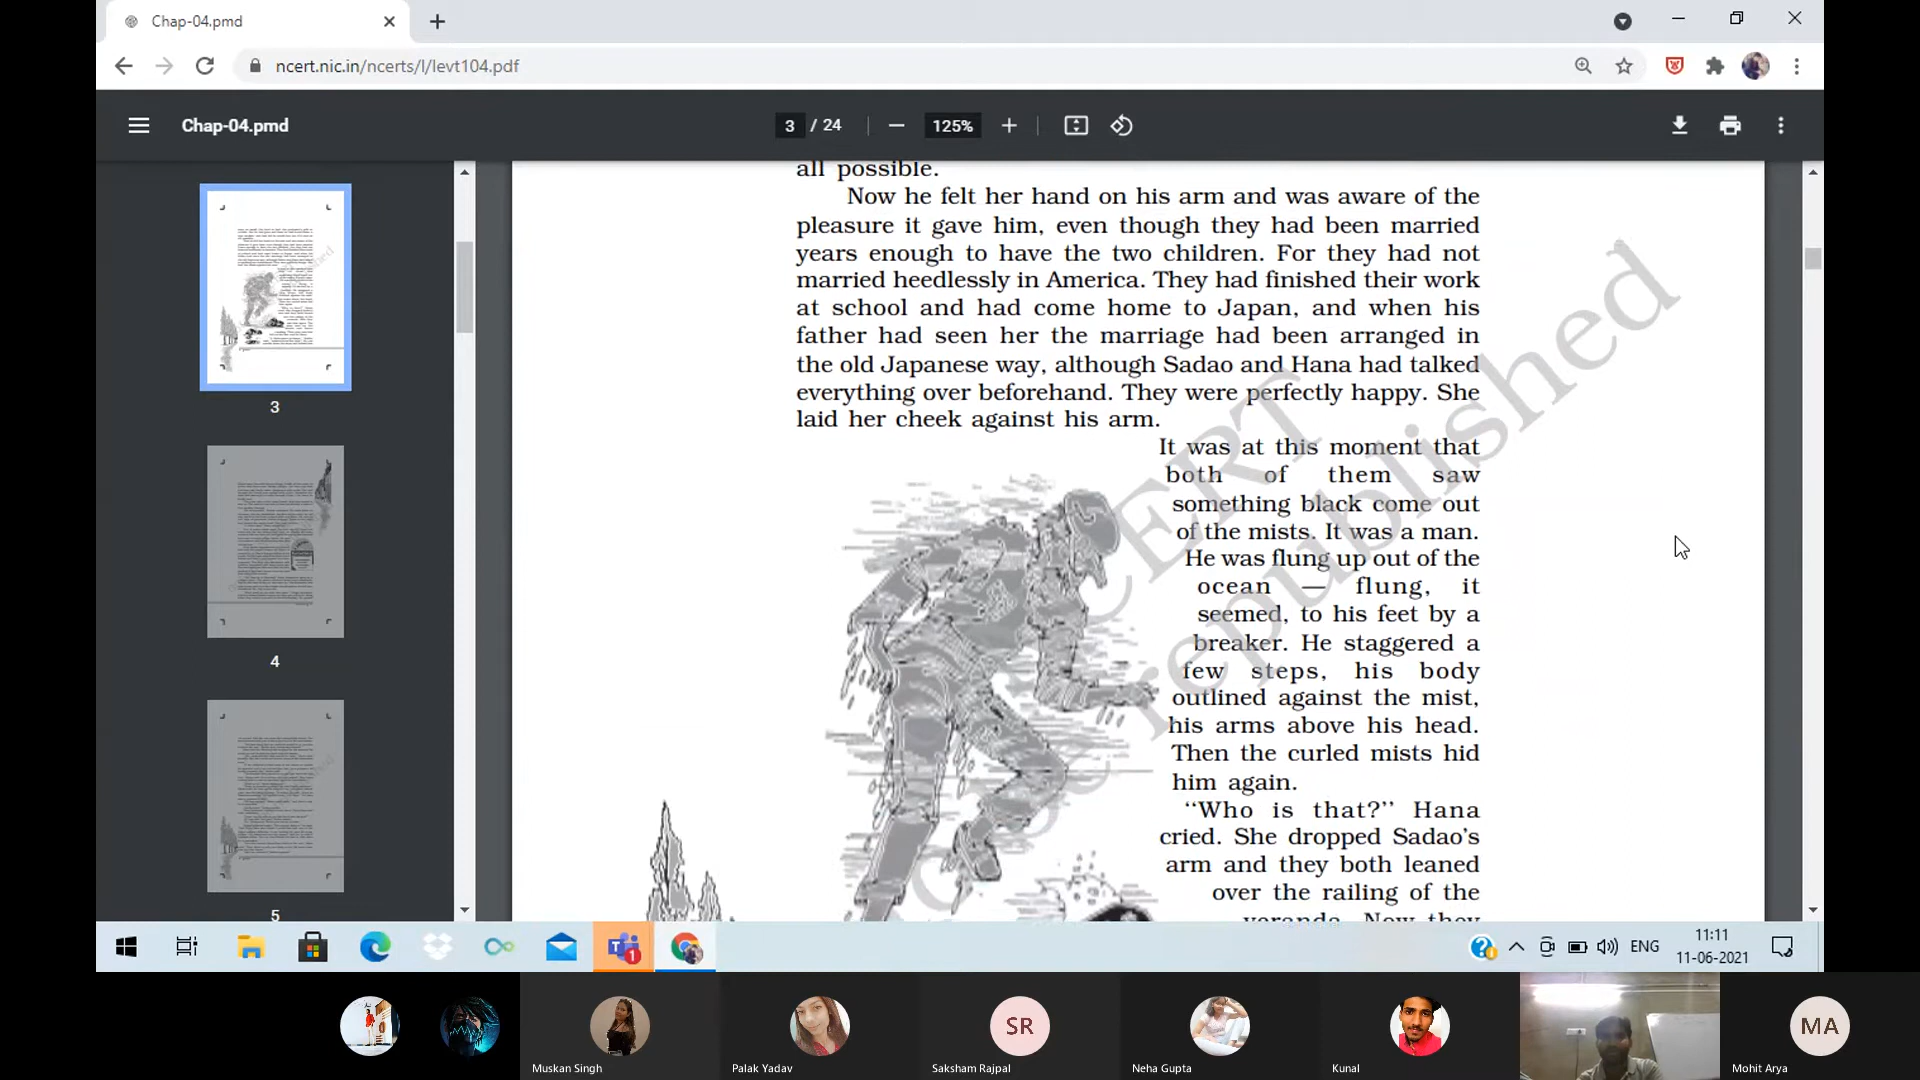 Chap-04.pmd
ncert.nic.in/ncerts/l/levt104.pdf
Chap-04.pmd
3 / 24
125%
3
4
5
all possible.
Now he felt her hand on his arm and was aware of the
pleasure it gave him, even though they had been married
years enough to have the two children. For they had not
married heedlessly in America. They had finished their work
at school and had come home to Japan, and when his
father had seen her the marriage had been arranged in
the old Japanese way, although Sadao and Hana had talked
everything over beforehand. They were perfectly happy. She
laid her cheek against his arm.
It was at this moment that
both of them saw
something black come out
of the mists. It was a man.
He was flung up out of the
ocean — flung, it
seemed, to his feet by a
breaker. He staggered a
few steps, his body
outlined against the mist,
his arms above his head.
Then the curled mists hid
him again.
“Who is that?” Hana
cried. She dropped Sadao’s
arm and they both leaned
over the railing of the
veranda. Now they
CERT
republished
ENG
11:11
11-06-2021
1
SR
MA
Muskan Singh
Palak Yadav
Saksham Rajpal
Neha Gupta
Kunal
Mohit Arya